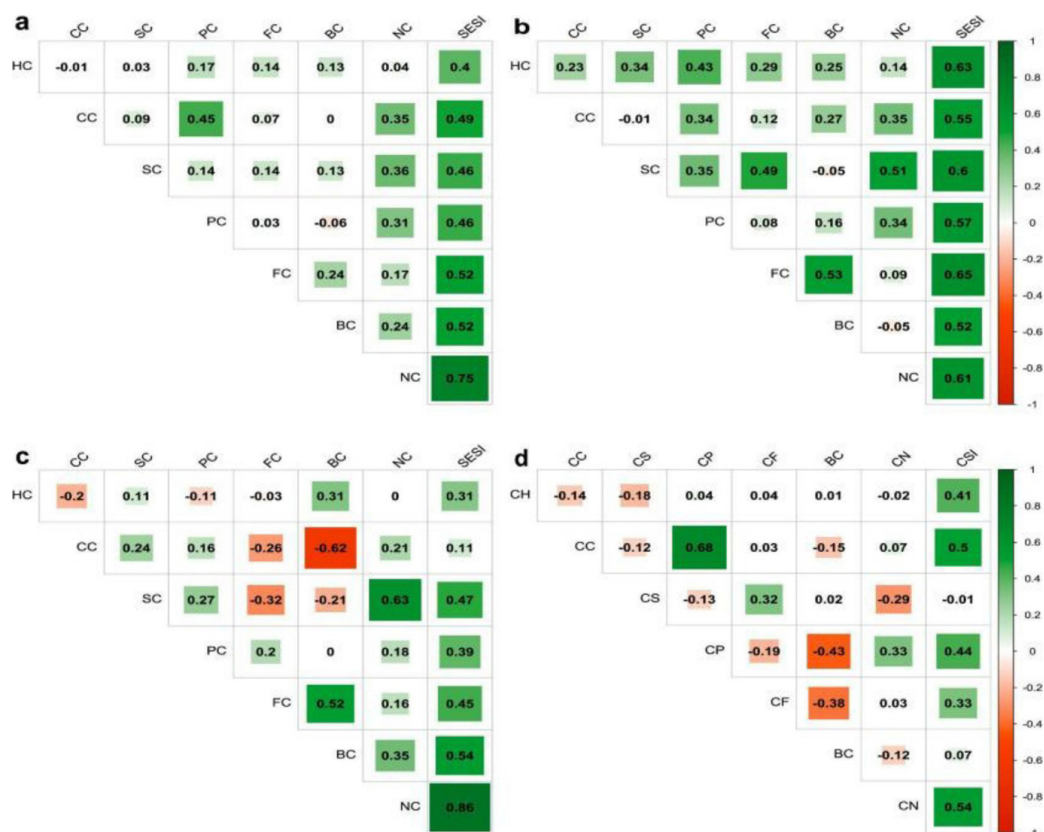 a
CC SC PC FC BC NC SESI
HC -0.01 0.03 0.17 0.14 0.13 0.04 0.4
CC 0.09 0.45 0.07 0 0.35 0.49
SC 0.14 0.14 0.13 0.36 0.46
PC 0.03 -0.06 0.31 0.46
FC 0.24 0.17 0.52
BC 0.24 0.52
NC 0.75
b
CC SC PC FC BC NC SESI
HC 0.23 0.34 0.43 0.29 0.25 0.14 0.63
CC -0.01 0.34 0.12 0.27 0.35 0.55
SC 0.35 0.49 -0.05 0.51 0.6
PC 0.08 0.16 0.34 0.57
FC 0.53 0.09 0.65
BC -0.05 0.52
NC 0.61
1
0.8
0.6
0.4
0.2
0
-0.2
-0.4
-0.6
-0.8
-1
c
CC SC PC FC BC NC SESI
HC -0.2 0.11 -0.11 -0.03 0.31 0 0.31
CC 0.24 0.16 -0.26 -0.62 0.21 0.11
SC 0.27 -0.32 -0.21 0.63 0.47
PC 0.2 0 0.18 0.39
FC 0.52 0.16 0.45
BC 0.35 0.54
NC 0.86
d
CC CS CP CF BC CN CSI
CH -0.14 -0.18 0.04 0.04 0.01 -0.02 0.41
CC -0.12 0.68 0.03 -0.15 0.07 0.5
CS -0.13 0.32 0.02 -0.29 -0.01
CP -0.19 -0.43 0.33 0.44
CF -0.38 0.03 0.33
BC -0.12 0.07
CN 0.54
1
0.8
0.6
0.4
0.2
0
-0.2
-0.4
-0.6
-0.8
-1